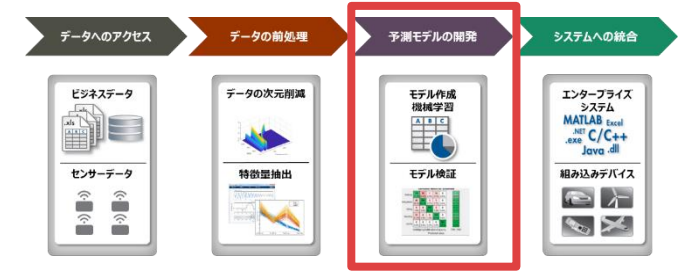 データへのアクセス
データの前処理
予測モデルの開発
システムへの統合
ビジネスデータ
.xls
A B C
センサーデータ
データの次元削減
特徴量抽出
モデル作成
機械学習
A B C
モデル検証
エンタープライズ
システム
MATLAB Excel
.NET C/C++
.exe
Java .dll
組み込みデバイス